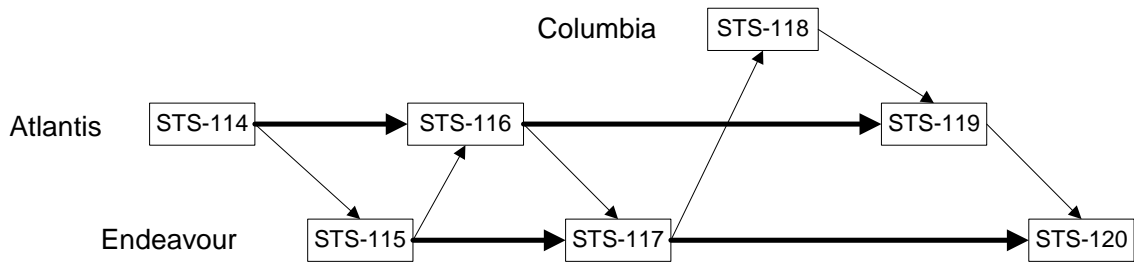 Columbia STS-118
Atlantis STS-114 STS-116 STS-119
Endeavour STS-115 STS-117 STS-120